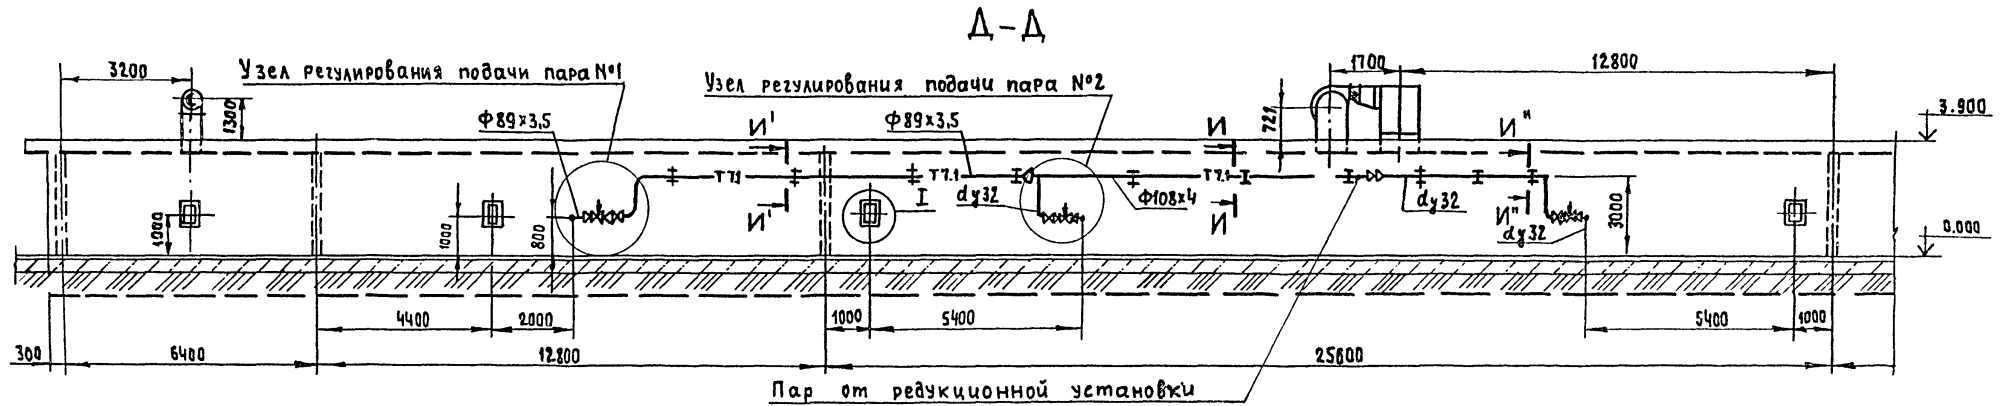 Д-Д
3200
Узел регулирования подачи пара №1
Узел регулирования подачи пара №2
1700
12800
1300
Ф89х3,5
И'
Ф89х3,5
И
721
И"
3.900
Т7.1
Т7.1
Т7.1
1000
1000
800
И'
I
dу32
Ф108х4
И
dу32
И"
dу32
3000
0.000
4400
2000
1000
5400
5400
1000
300
6400
12800
25600
Пар от редукционной установки